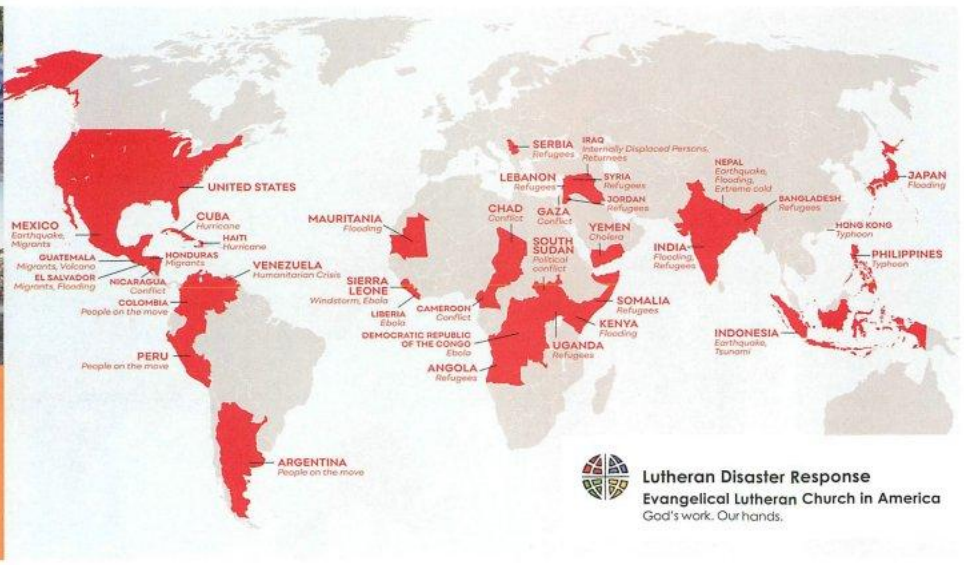 UNITED STATES
MEXICO
Earthquake,
Migrants
CUBA
Hurricane
HAITI
Hurricane
GUATEMALA
Migrants, Volcano
HONDURAS
Migrants
EL SALVADOR
Migrants, Flooding
NICARAGUA
Conflict
VENEZUELA
Humanitarian Crisis
COLOMBIA
People on the move
PERU
People on the move
ARGENTINA
People on the move
MAURITANIA
Flooding
SIERRA
LEONE
Windstorm, Ebola
LIBERIA
Ebola
CAMEROON
Conflict
DEMOCRATIC REPUBLIC
OF THE CONGO
Ebola
ANGOLA
Refugees
CHAD
Conflict
SOUTH
SUDAN
Political
conflict
UGANDA
Refugees
KENYA
Flooding
SOMALIA
Refugees
SERBIA
Refugees
IRAQ
Internally Displaced Persons,
Returnees
LEBANON
Refugees
SYRIA
Refugees
JORDAN
Refugees
GAZA
Conflict
YEMEN
Cholera
NEPAL
Earthquake,
Flooding,
Extreme cold
BANGLADESH
Refugees
INDIA
Flooding,
Refugees
JAPAN
Flooding
HONG KONG
Typhoon
PHILIPPINES
Typhoon
INDONESIA
Earthquake,
Tsunami
Lutheran Disaster Response
Evangelical Lutheran Church in America
God's work. Our hands.